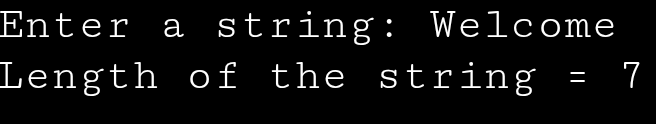 Enter a string: Welcome
Length of the string = 7